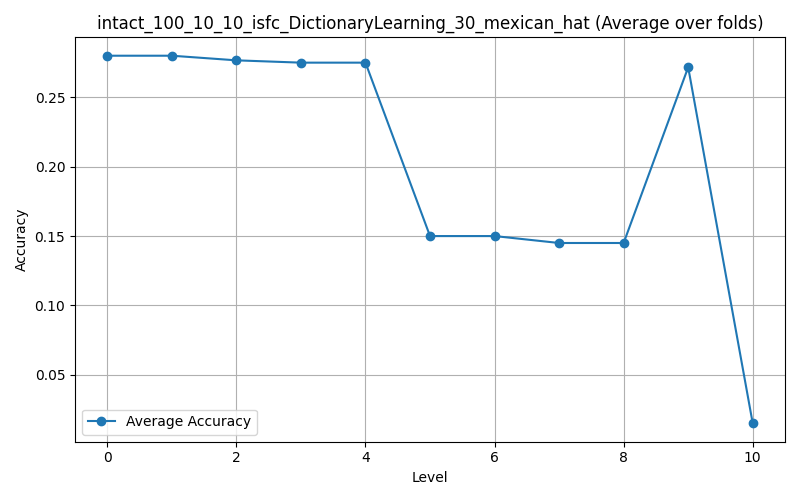 intact_100_10_10_isfc_DictionaryLearning_30_mexican_hat (Average over folds)
Accuracy
0.25
0.20
0.15
0.10
0.05
Average Accuracy
0 2 4 6 8 10
Level